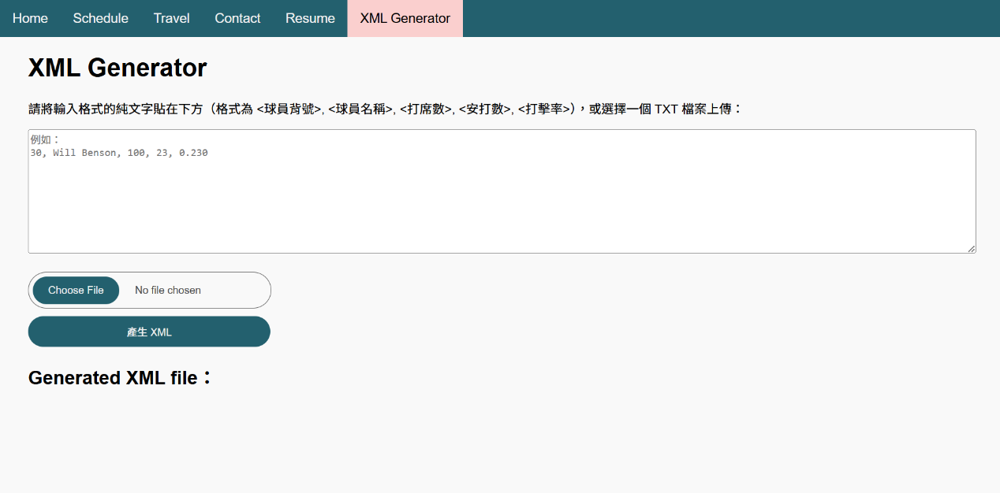 Home Schedule Travel Contact Resume XML Generator
XML Generator
請將輸入格式的純文字貼在下方（格式為 <球員背號>, <球員名稱>, <打席數>, <安打數>, <打擊率>），或選擇一個 TXT 檔案上傳：
例如：
30, Will Benson, 100, 23, 0.230
Choose File No file chosen
產生 XML
Generated XML file：